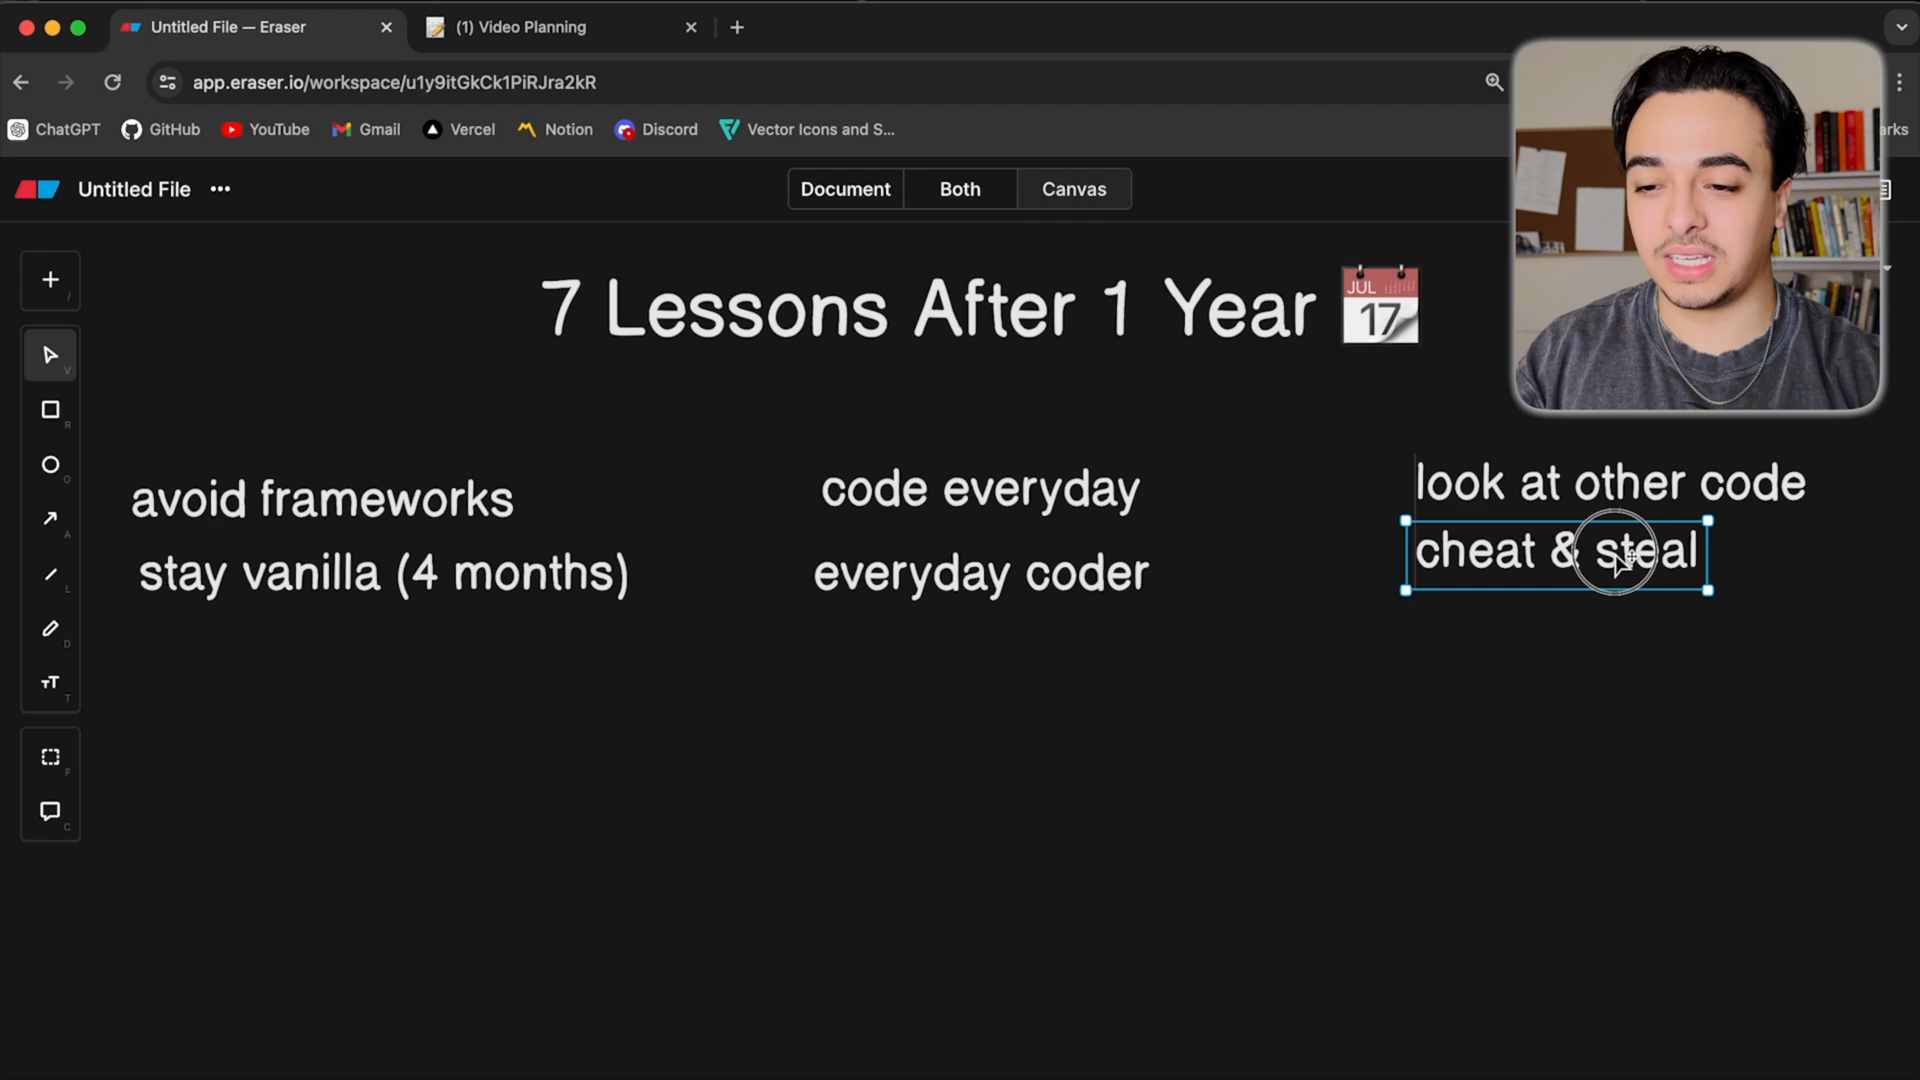 Untitled File — Eraser
(1) Video Planning
app.eraser.io/workspace/u1y9itGkCk1PiRJra2kR
ChatGPT
GitHub
YouTube
Gmail
Vercel
Notion
Discord
Vector Icons and S...
arks
Untitled File
Document
Both
Canvas
7 Lessons After 1 Year
JUL
17
avoid frameworks
stay vanilla (4 months)
code everyday
everyday coder
look at other code
cheat & steal
/
V
R
O
A
L
D
TT
T
F
C